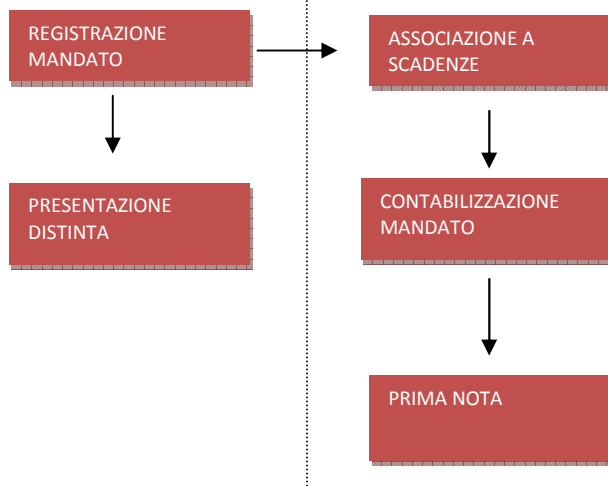 REGISTRAZIONE
MANDATO
ASSOCIAZIONE A
SCADENZE
PRESENTAZIONE
DISTINTA
CONTABILIZZAZIONE
MANDATO
PRIMA NOTA